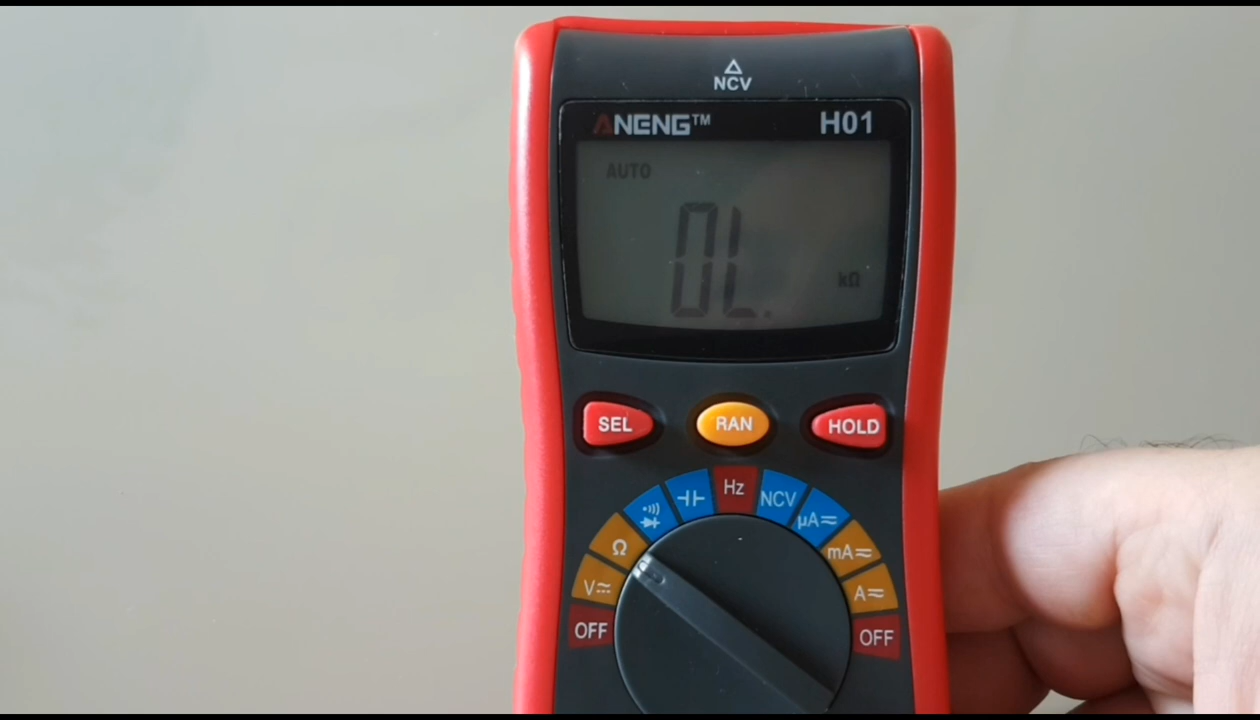 NCV
ANENG™ H01
AUTO
0L.
kΩ
SEL RAN HOLD
Hz
NCV
Ω µA
V mA
A
OFF OFF